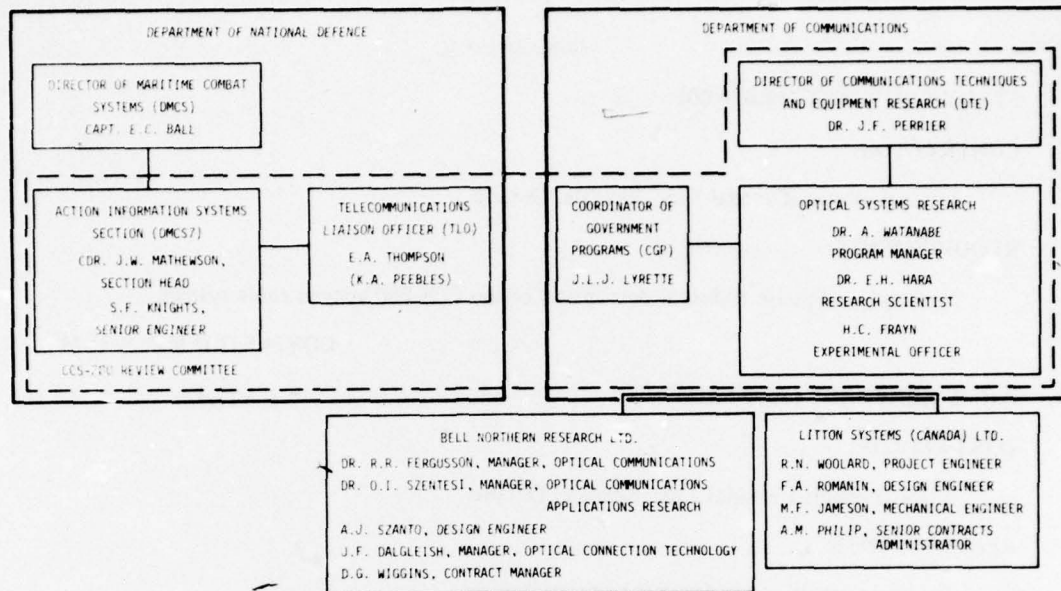 DEPARTMENT OF NATIONAL DEFENCE
DIRECTOR OF MARITIME COMBAT
SYSTEMS (DMCS)
CAPT. E.C. BALL
ACTION INFORMATION SYSTEMS
SECTION (DMCS7)
CDR. J.W. MATHEWSON,
SECTION HEAD
S.F. KNIGHTS,
SENIOR ENGINEER
TELECOMMUNICATIONS
LIAISON OFFICER (TLO)
E.A. THOMPSON
(K.A. PEEBLES)
CCS-280 REVIEW COMMITTEE
DEPARTMENT OF COMMUNICATIONS
DIRECTOR OF COMMUNICATIONS TECHNIQUES
AND EQUIPMENT RESEARCH (DTE)
DR. J.F. PERRIER
COORDINATOR OF
GOVERNMENT
PROGRAMS (CGP)
J.L.J. LYRETTE
OPTICAL SYSTEMS RESEARCH
DR. A. WATANABE
PROGRAM MANAGER
DR. E.H. HARA
RESEARCH SCIENTIST
H.C. FRAYN
EXPERIMENTAL OFFICER
BELL NORTHERN RESEARCH LTD.
DR. R.R. FERGUSSON, MANAGER, OPTICAL COMMUNICATIONS
DR. O.I. SZENTESI, MANAGER, OPTICAL COMMUNICATIONS
APPLICATIONS RESEARCH
A.J. SZANTO, DESIGN ENGINEER
J.F. DALGLEISH, MANAGER, OPTICAL CONNECTION TECHNOLOGY
D.G. WIGGINS, CONTRACT MANAGER
LITTON SYSTEMS (CANADA) LTD.
R.N. WOOLARD, PROJECT ENGINEER
F.A. ROMANIN, DESIGN ENGINEER
M.F. JAMESON, MECHANICAL ENGINEER
A.M. PHILIP, SENIOR CONTRACTS
ADMINISTRATOR